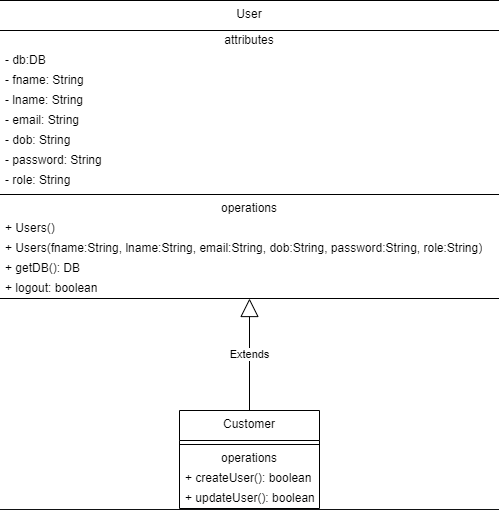 User
attributes
- db:DB
- fname: String
- lname: String
- email: String
- dob: String
- password: String
- role: String
operations
+ Users()
+ Users(fname:String, lname:String, email:String, dob:String, password:String, role:String)
+ getDB(): DB
+ logout: boolean
Extends
Customer
operations
+ createUser(): boolean
+ updateUser(): boolean